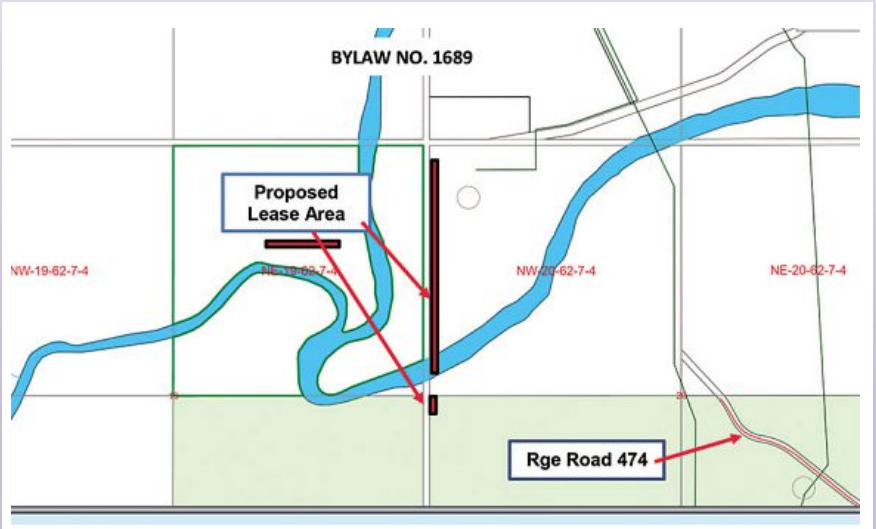 BYLAW NO. 1689
Proposed
Lease Area
NW-19-62-7-4
NE-19-62-7-4
NW-20-62-7-4
NE-20-62-7-4
Rge Road 474